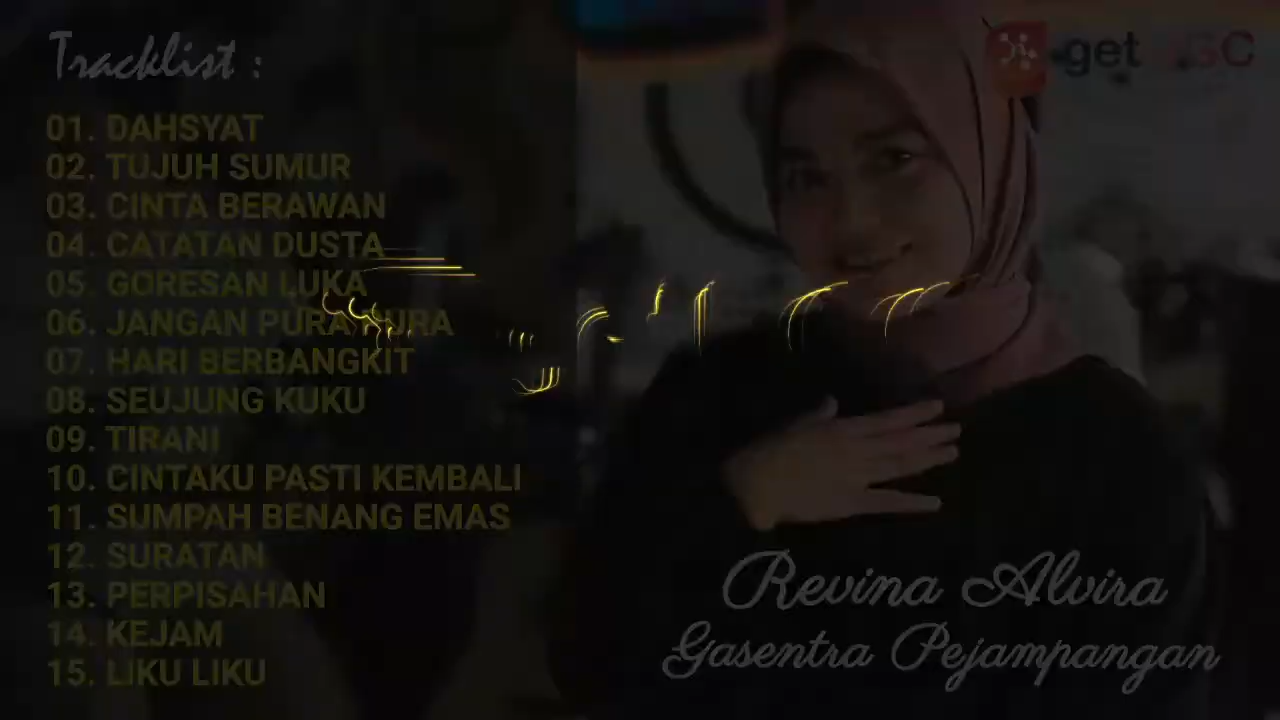 Tracklist :
01. DAHSYAT
02. TUJUH SUMUR
03. CINTA BERAWAN
04. CATATAN DUSTA
05. GORESAN LUKA
06. JANGAN PURA PURA
07. HARI BERBANGKIT
08. SEUJUNG KUKU
09. TIRANI
10. CINTAKU PASTI KEMBALI
11. SUMPAH BENANG EMAS
12. SURATAN
13. PERPISAHAN
14. KEJAM
15. LIKU LIKU
get
Revina Alvira
Gasentra Pejampangan